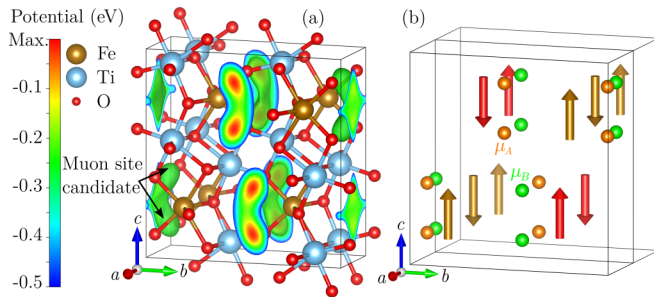 Potential (eV)
(a)
(b)
Max.
-0.1
-0.2
-0.3
-0.4
-0.5
Fe
Ti
O
Muon site
candidate
μA
μB
c
a
b
c
a
b